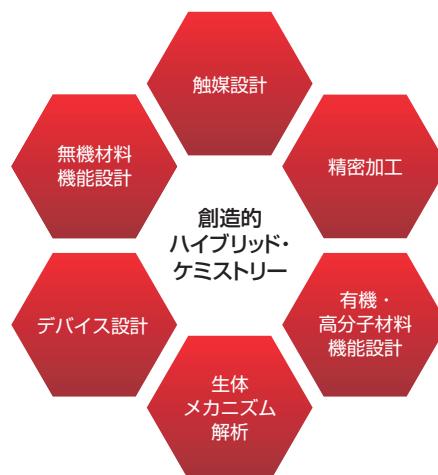 触媒設計
無機材料
機能設計
精密加工
創造的
ハイブリッド・
ケミストリー
デバイス設計
有機・
高分子材料
機能設計
生体
メカニズム
解析